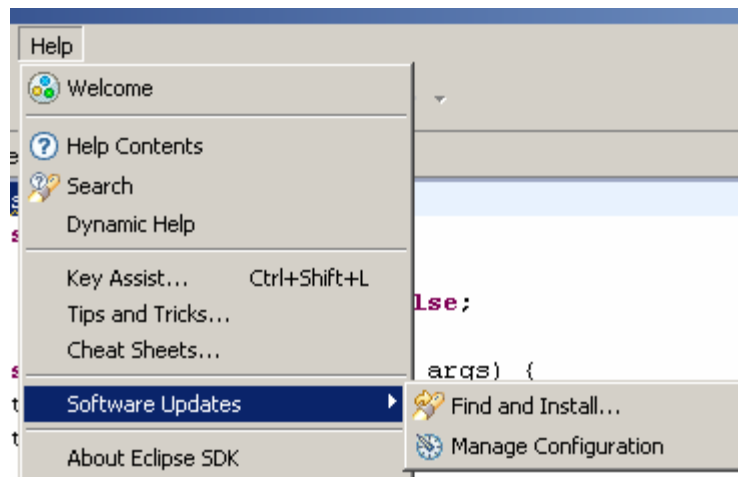 Help
Welcome
Help Contents
Search
Dynamic Help
Key Assist... Ctrl+Shift+L
Tips and Tricks...
lse;
Cheat Sheets...
args) {
Software Updates
Find and Install...
Manage Configuration
About Eclipse SDK